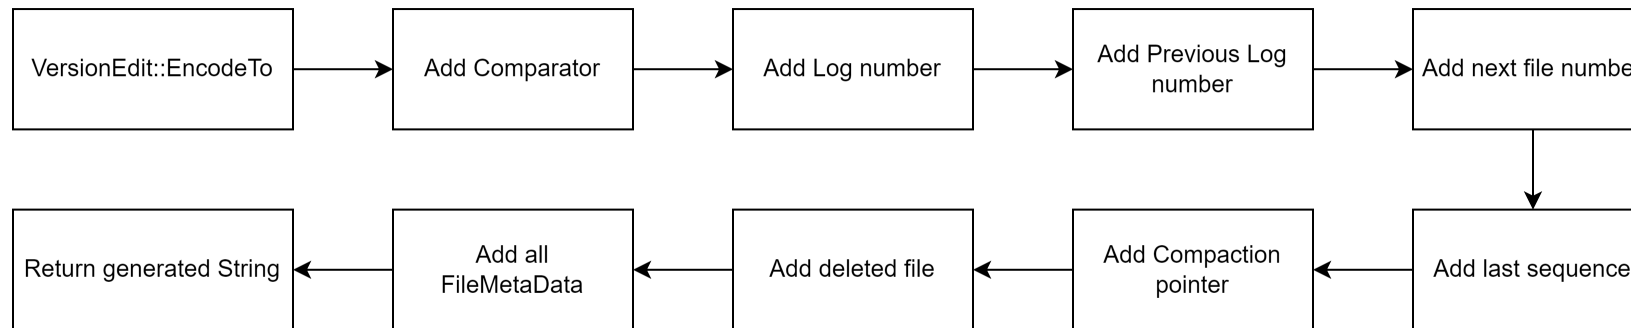 VersionEdit::EncodeTo
Add Comparator
Add Log number
Add Previous Log
number
Add next file numbe
Add last sequence
Add Compaction
pointer
Add deleted file
Add all
FileMetaData
Return generated String